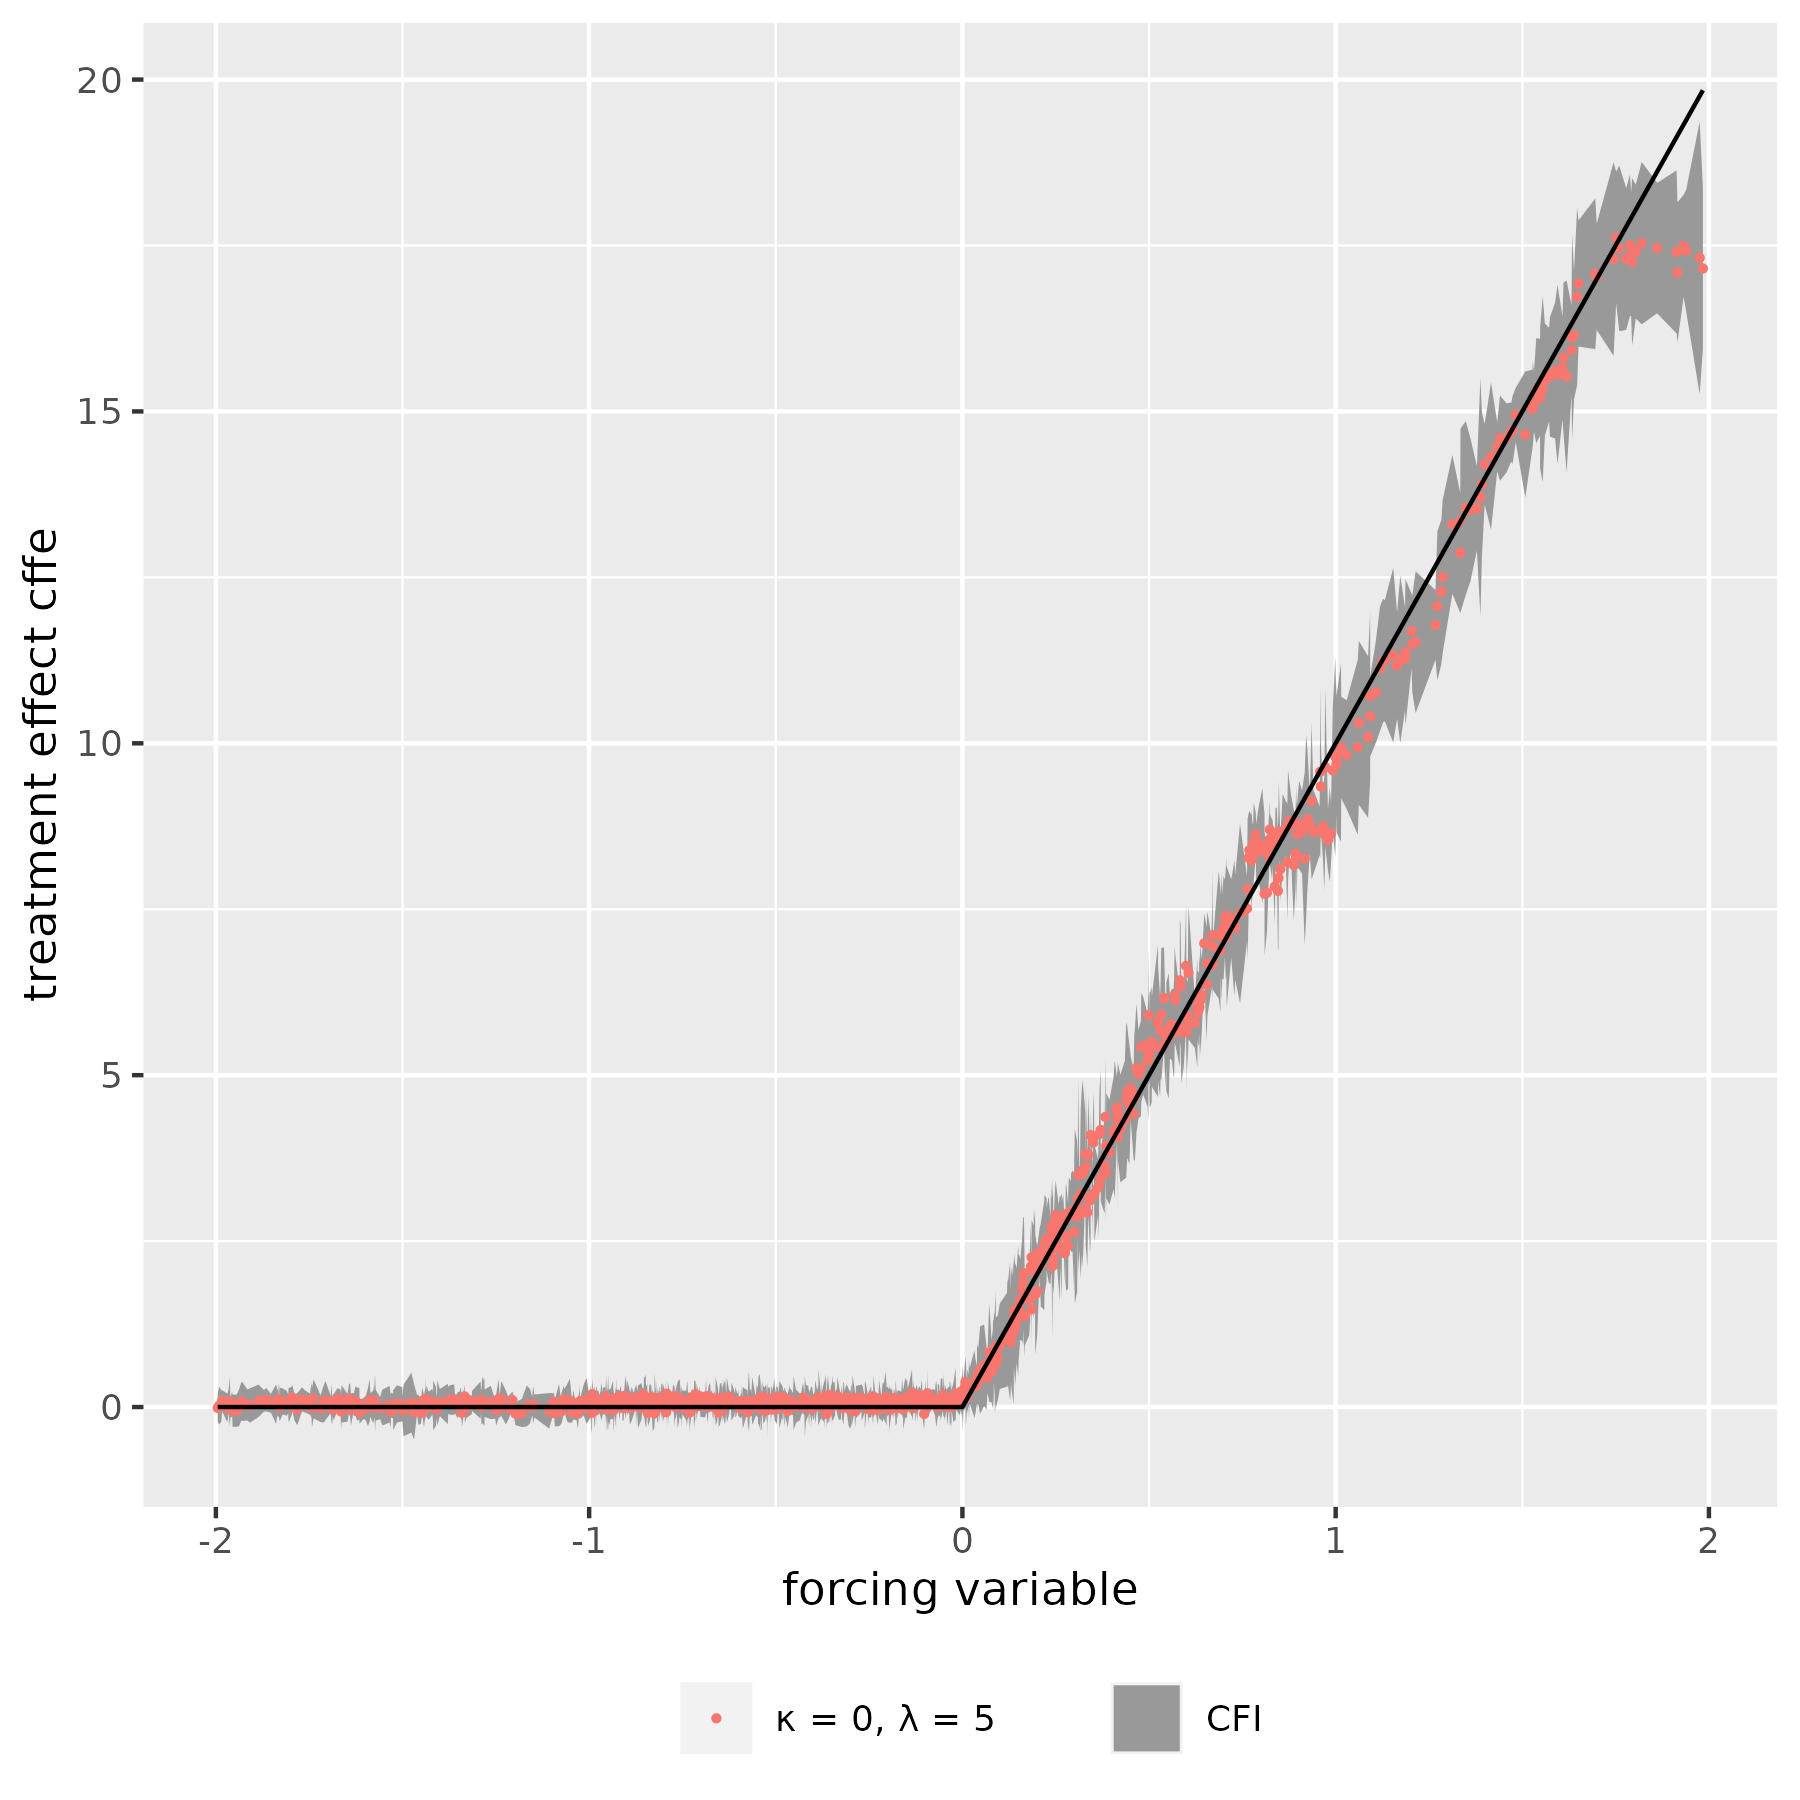 treatment effect cffe
20
15
10
5
0
-2 -1 0 1 2
forcing variable
κ = 0, λ = 5 CFI